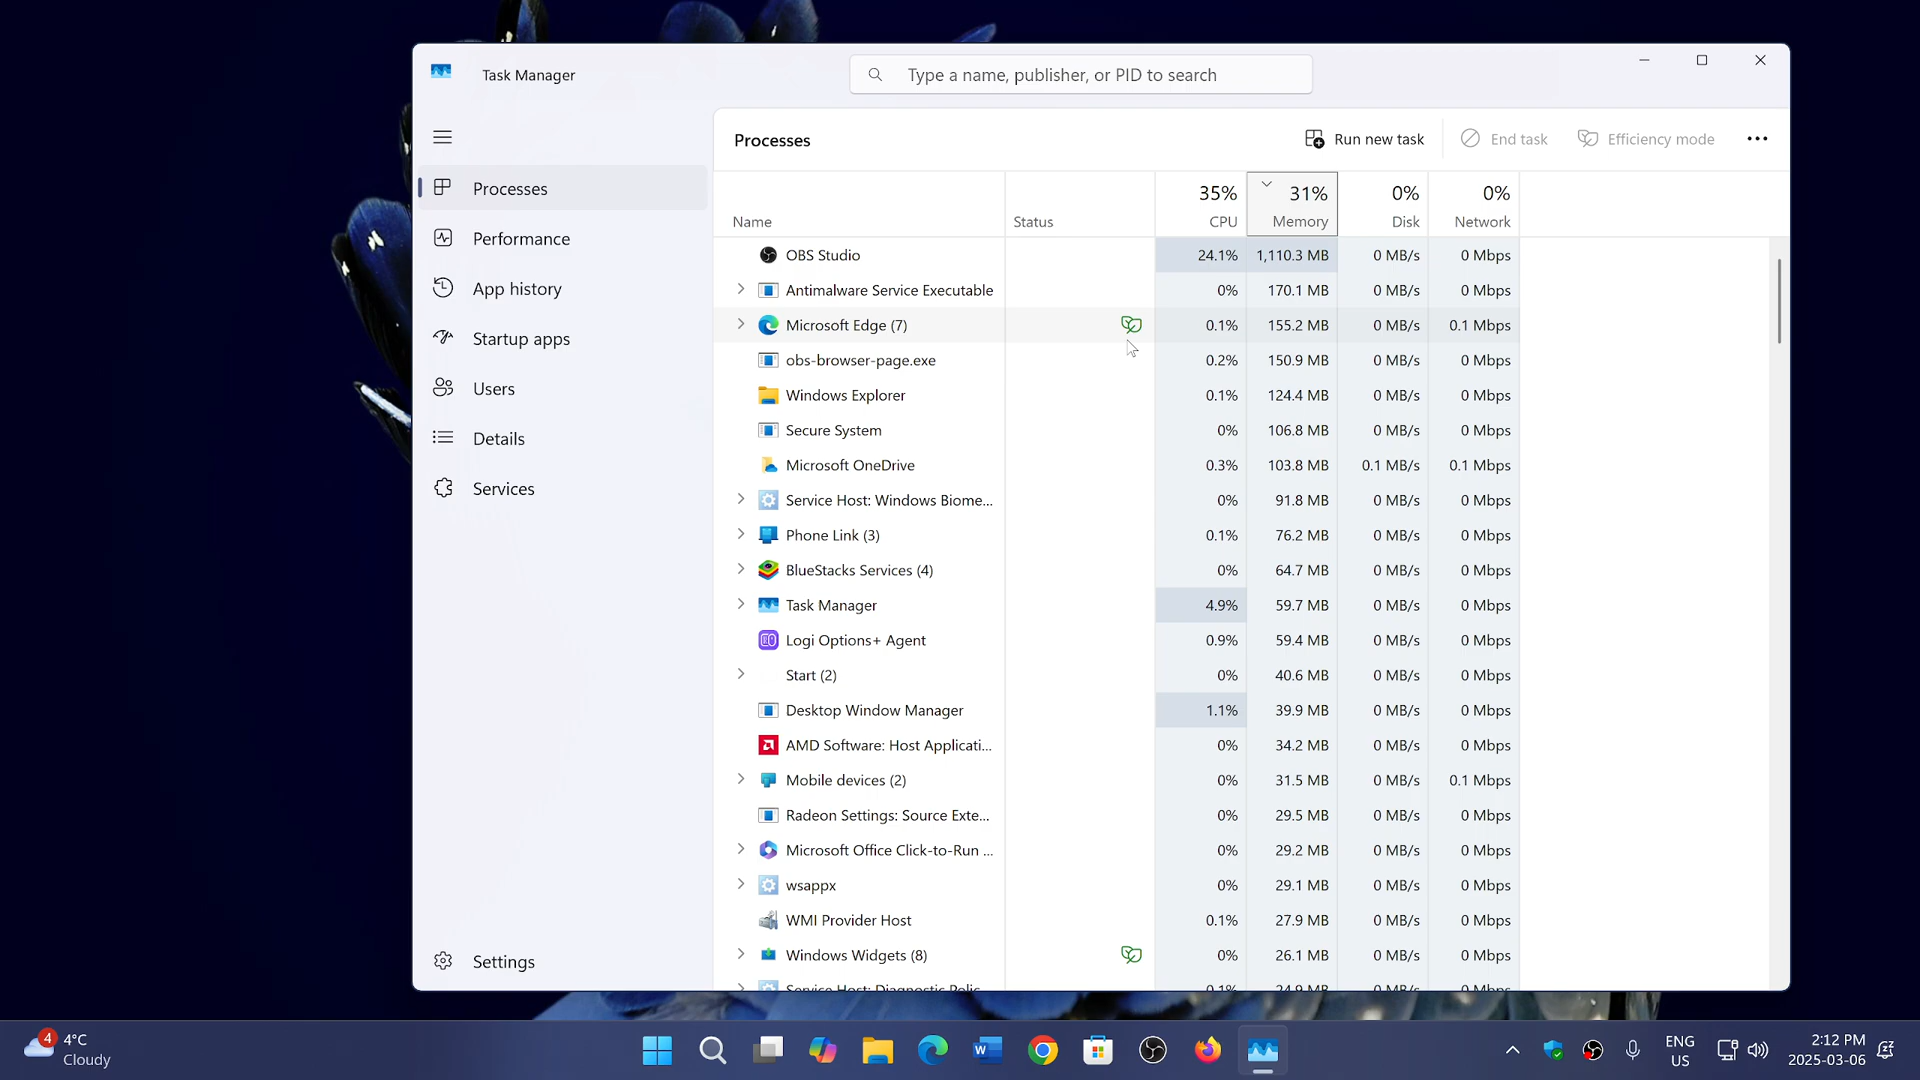 Task Manager
Type a name, publisher, or PID to search
Processes
Performance
App history
Startup apps
Users
Details
Services
Settings
Processes
Run new task
End task
Efficiency mode
Name Status 35% CPU 31% Memory 0% Disk 0% Network
OBS Studio 24.1% 1,110.3 MB 0 MB/s 0 Mbps
Antimalware Service Executable 0% 170.1 MB 0 MB/s 0 Mbps
Microsoft Edge (7) 0.1% 155.2 MB 0 MB/s 0.1 Mbps
obs-browser-page.exe 0.2% 150.9 MB 0 MB/s 0 Mbps
Windows Explorer 0.1% 124.4 MB 0 MB/s 0 Mbps
Secure System 0% 106.8 MB 0 MB/s 0 Mbps
Microsoft OneDrive 0.3% 103.8 MB 0.1 MB/s 0.1 Mbps
Service Host: Windows Biome... 0% 91.8 MB 0 MB/s 0 Mbps
Phone Link (3) 0.1% 76.2 MB 0 MB/s 0 Mbps
BlueStacks Services (4) 0% 64.7 MB 0 MB/s 0 Mbps
Task Manager 4.9% 59.7 MB 0 MB/s 0 Mbps
Logi Options+ Agent 0.9% 59.4 MB 0 MB/s 0 Mbps
Start (2) 0% 40.6 MB 0 MB/s 0 Mbps
Desktop Window Manager 1.1% 39.9 MB 0 MB/s 0 Mbps
AMD Software: Host Applicati... 0% 34.2 MB 0 MB/s 0 Mbps
Mobile devices (2) 0% 31.5 MB 0 MB/s 0.1 Mbps
Radeon Settings: Source Exte... 0% 29.5 MB 0 MB/s 0 Mbps
Microsoft Office Click-to-Run ... 0% 29.2 MB 0 MB/s 0 Mbps
wsappx 0% 29.1 MB 0 MB/s 0 Mbps
WMI Provider Host 0.1% 27.9 MB 0 MB/s 0 Mbps
Windows Widgets (8) 0% 26.1 MB 0 MB/s 0 Mbps
Service Host: Diagnostic Polic... 0.1% 24.9 MB 0 MB/s 0 Mbps
4
4°C
Cloudy
ENG
US
2:12 PM
2025-03-06